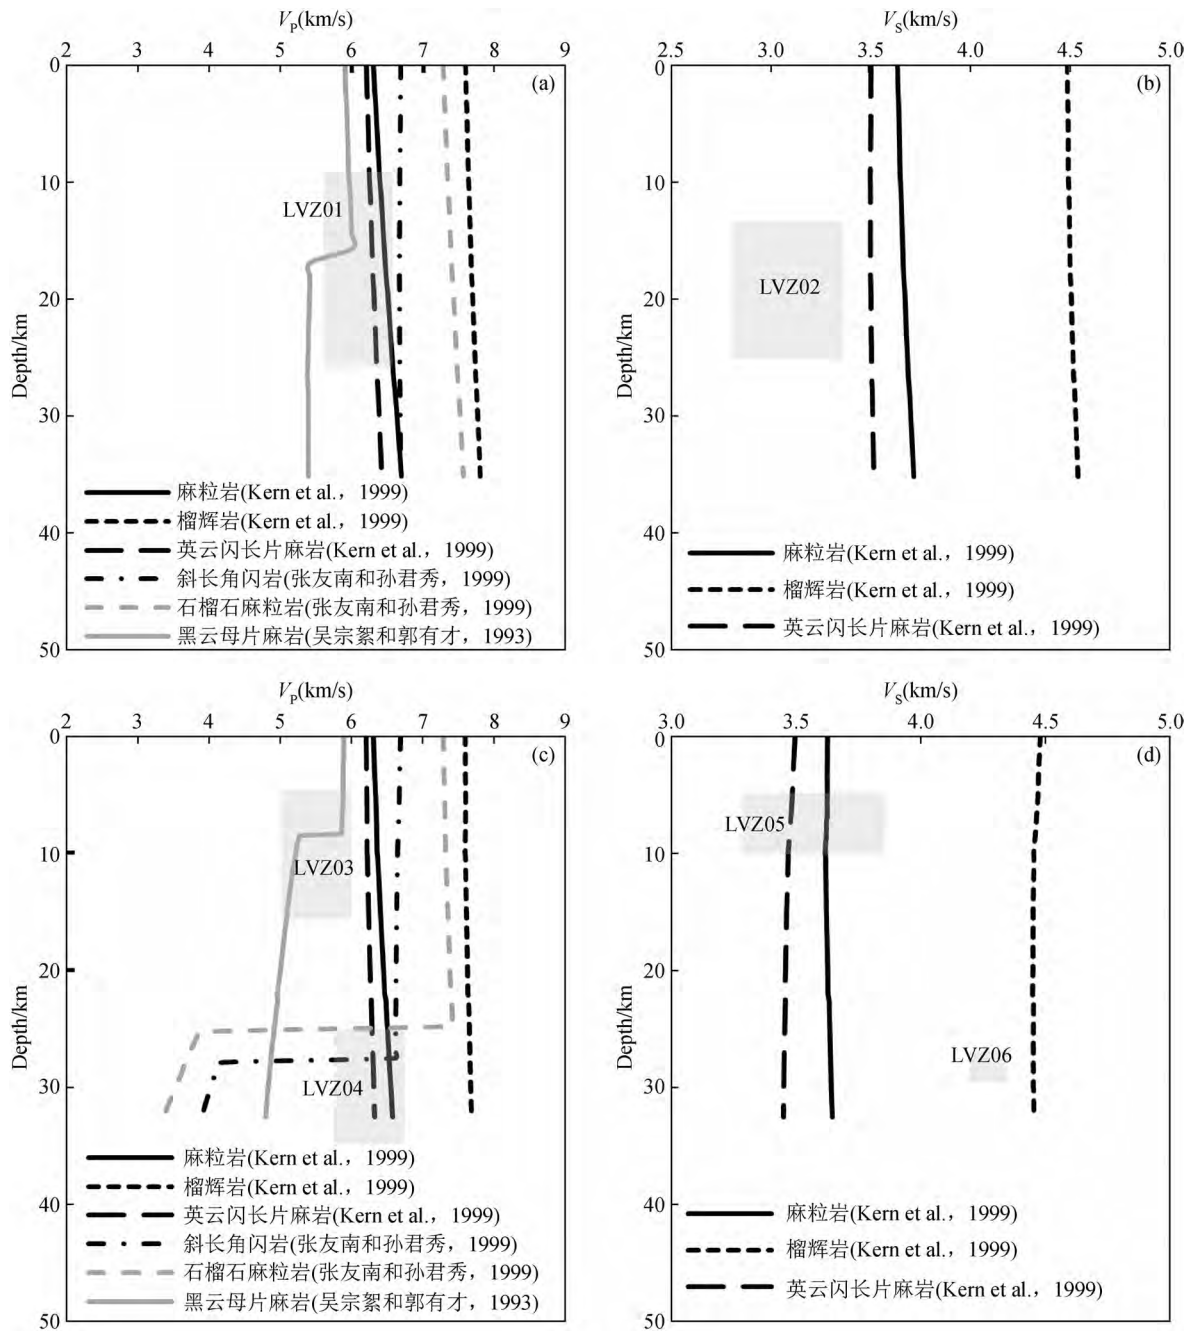 V_P(km/s)
2 3 4 5 6 7 8 9
0
10
20
30
40
50
Depth/km
(a)
LVZ01
麻粒岩(Kern et al.，1999)
榴辉岩(Kern et al.，1999)
英云闪长片麻岩(Kern et al.，1999)
斜长角闪岩(张友南和孙君秀，1999)
石榴石麻粒岩(张友南和孙君秀，1999)
黑云母片麻岩(吴宗絮和郭有才，1993)
V_S(km/s)
2.5 3.0 3.5 4.0 4.5 5.0
0
10
20
30
40
50
Depth/km
(b)
LVZ02
麻粒岩(Kern et al.，1999)
榴辉岩(Kern et al.，1999)
英云闪长片麻岩(Kern et al.，1999)
V_P(km/s)
2 3 4 5 6 7 8 9
0
10
20
30
40
50
Depth/km
(c)
LVZ03
LVZ04
麻粒岩(Kern et al.，1999)
榴辉岩(Kern et al.，1999)
英云闪长片麻岩(Kern et al.，1999)
斜长角闪岩(张友南和孙君秀，1999)
石榴石麻粒岩(张友南和孙君秀，1999)
黑云母片麻岩(吴宗絮和郭有才，1993)
V_S(km/s)
3.0 3.5 4.0 4.5 5.0
0
10
20
30
40
50
Depth/km
(d)
LVZ05
LVZ06
麻粒岩(Kern et al.，1999)
榴辉岩(Kern et al.，1999)
英云闪长片麻岩(Kern et al.，1999)